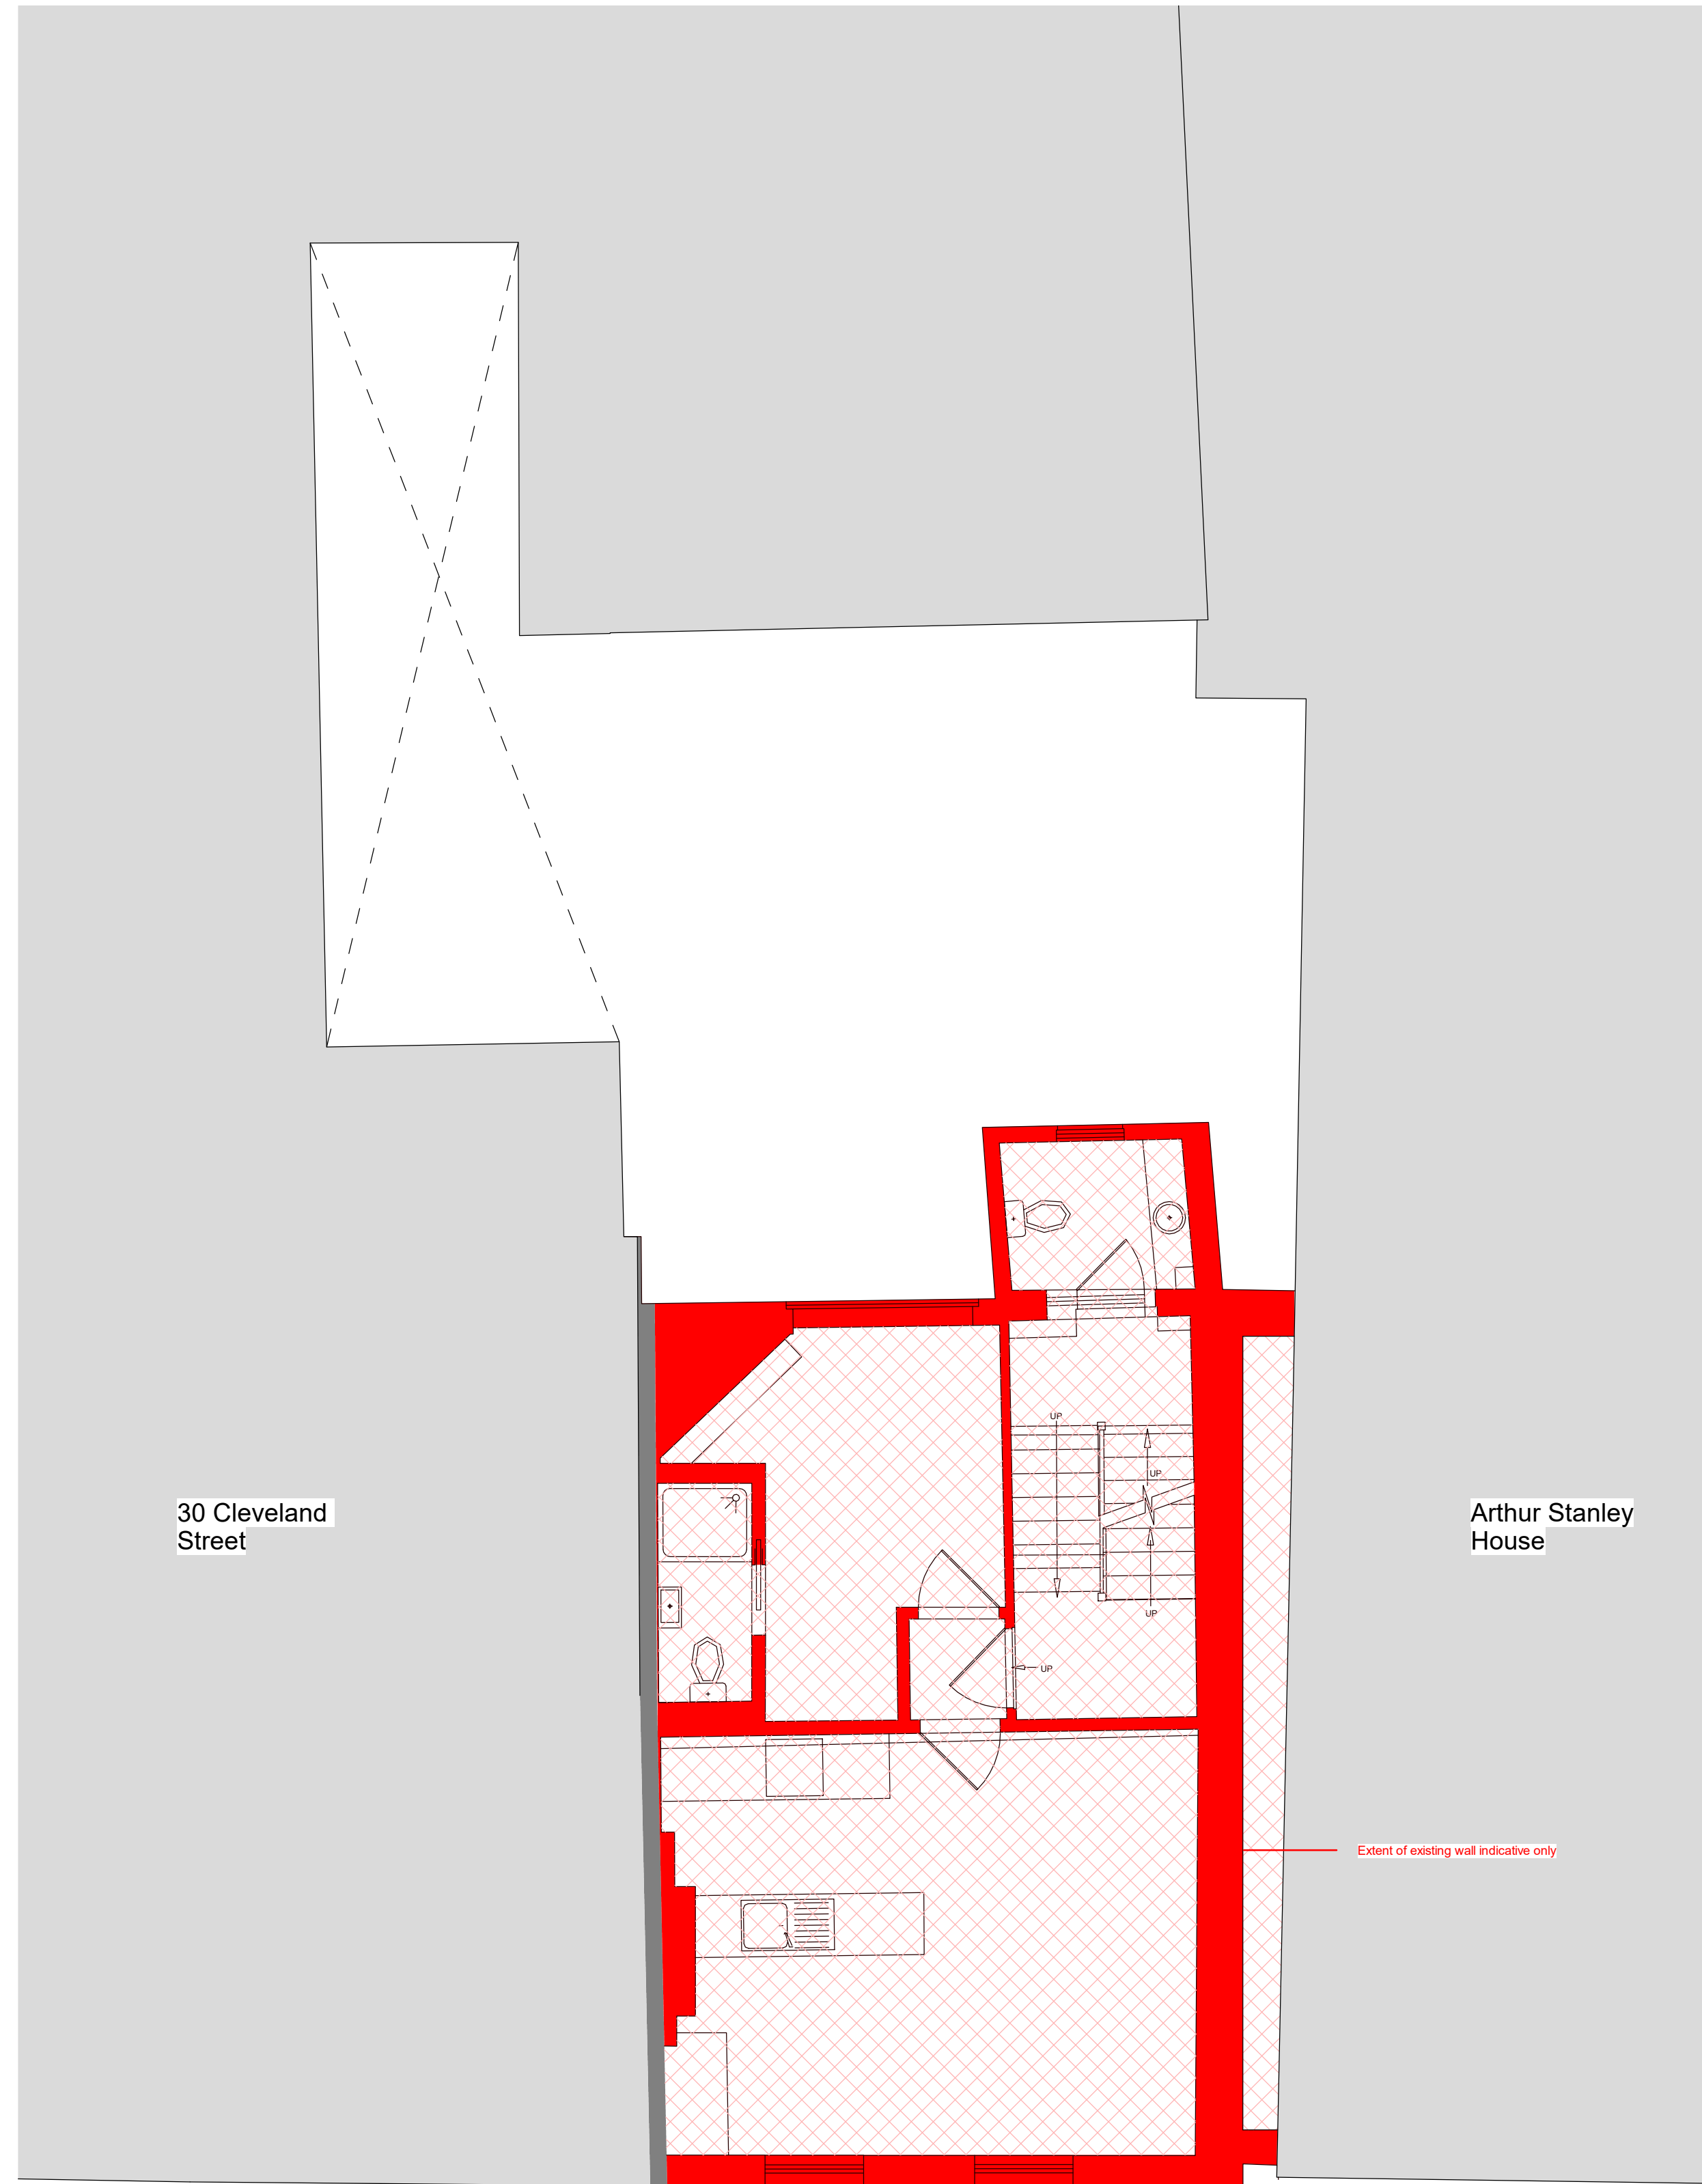 UP
UP
30 Cleveland
Street
Arthur Stanley
House
UP
UP
Extent of existing wall indicative only